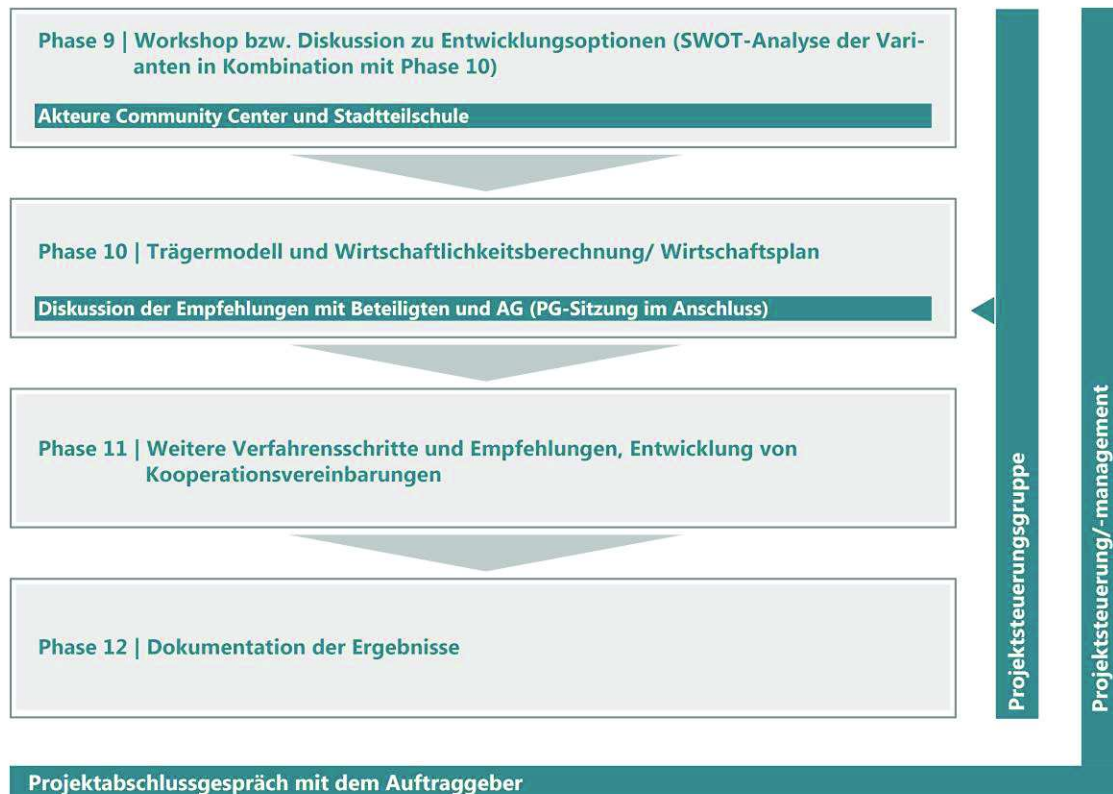 Phase 9 | Workshop bzw. Diskussion zu Entwicklungsoptionen (SWOT-Analyse der Vari-
anten in Kombination mit Phase 10)
Akteure Community Center und Stadtteilschule
Phase 10 | Trägermodell und Wirtschaftlichkeitsberechnung/ Wirtschaftsplan
Diskussion der Empfehlungen mit Beteiligten und AG (PG-Sitzung im Anschluss)
Phase 11 | Weitere Verfahrensschritte und Empfehlungen, Entwicklung von
Kooperationsvereinbarungen
Phase 12 | Dokumentation der Ergebnisse
Projektsteuerungsgruppe
Projektsteuerung/-management
Projektabschlussgespräch mit dem Auftraggeber